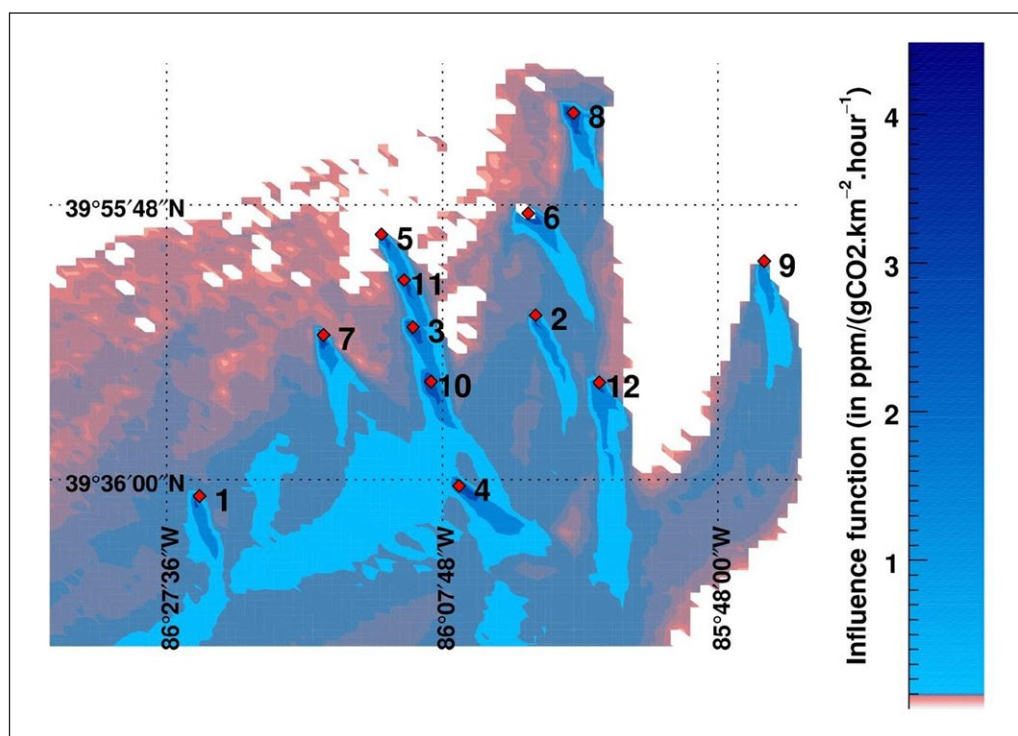 8
39°55′48″N
6
5
9
11
2
3
7
10
12
39°36′00″N
4
1
86°27′36″W
86°07′48″W
85°48′00″W
4
3
2
1
Influence function (in ppm/(gCO2.km⁻².hour⁻¹)